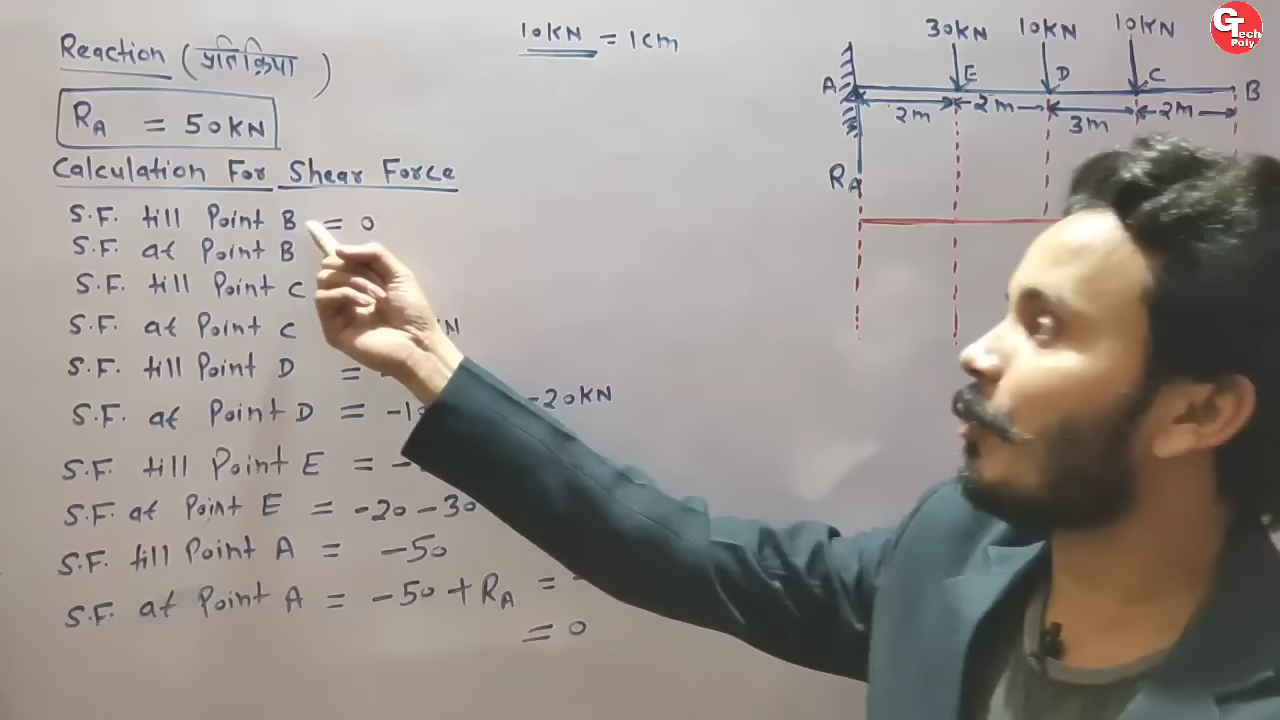 Reaction (प्रतिक्रिया)
10KN = 1cm
RA = 50KN
Calculation For Shear Force
S.F. till Point B = 0
S.F. at Point B
S.F. till Point C
S.F. at Point C
S.F. till Point D =
S.F. at Point D = -20KN
S.F. till Point E =
S.F. at Point E = -20 -30
S.F. till Point A = -50
S.F. at Point A = -50 + RA =
= 0
30KN 10KN 10KN
A E D C B
2m 2m 3m 2m
RA
GTech
Poly